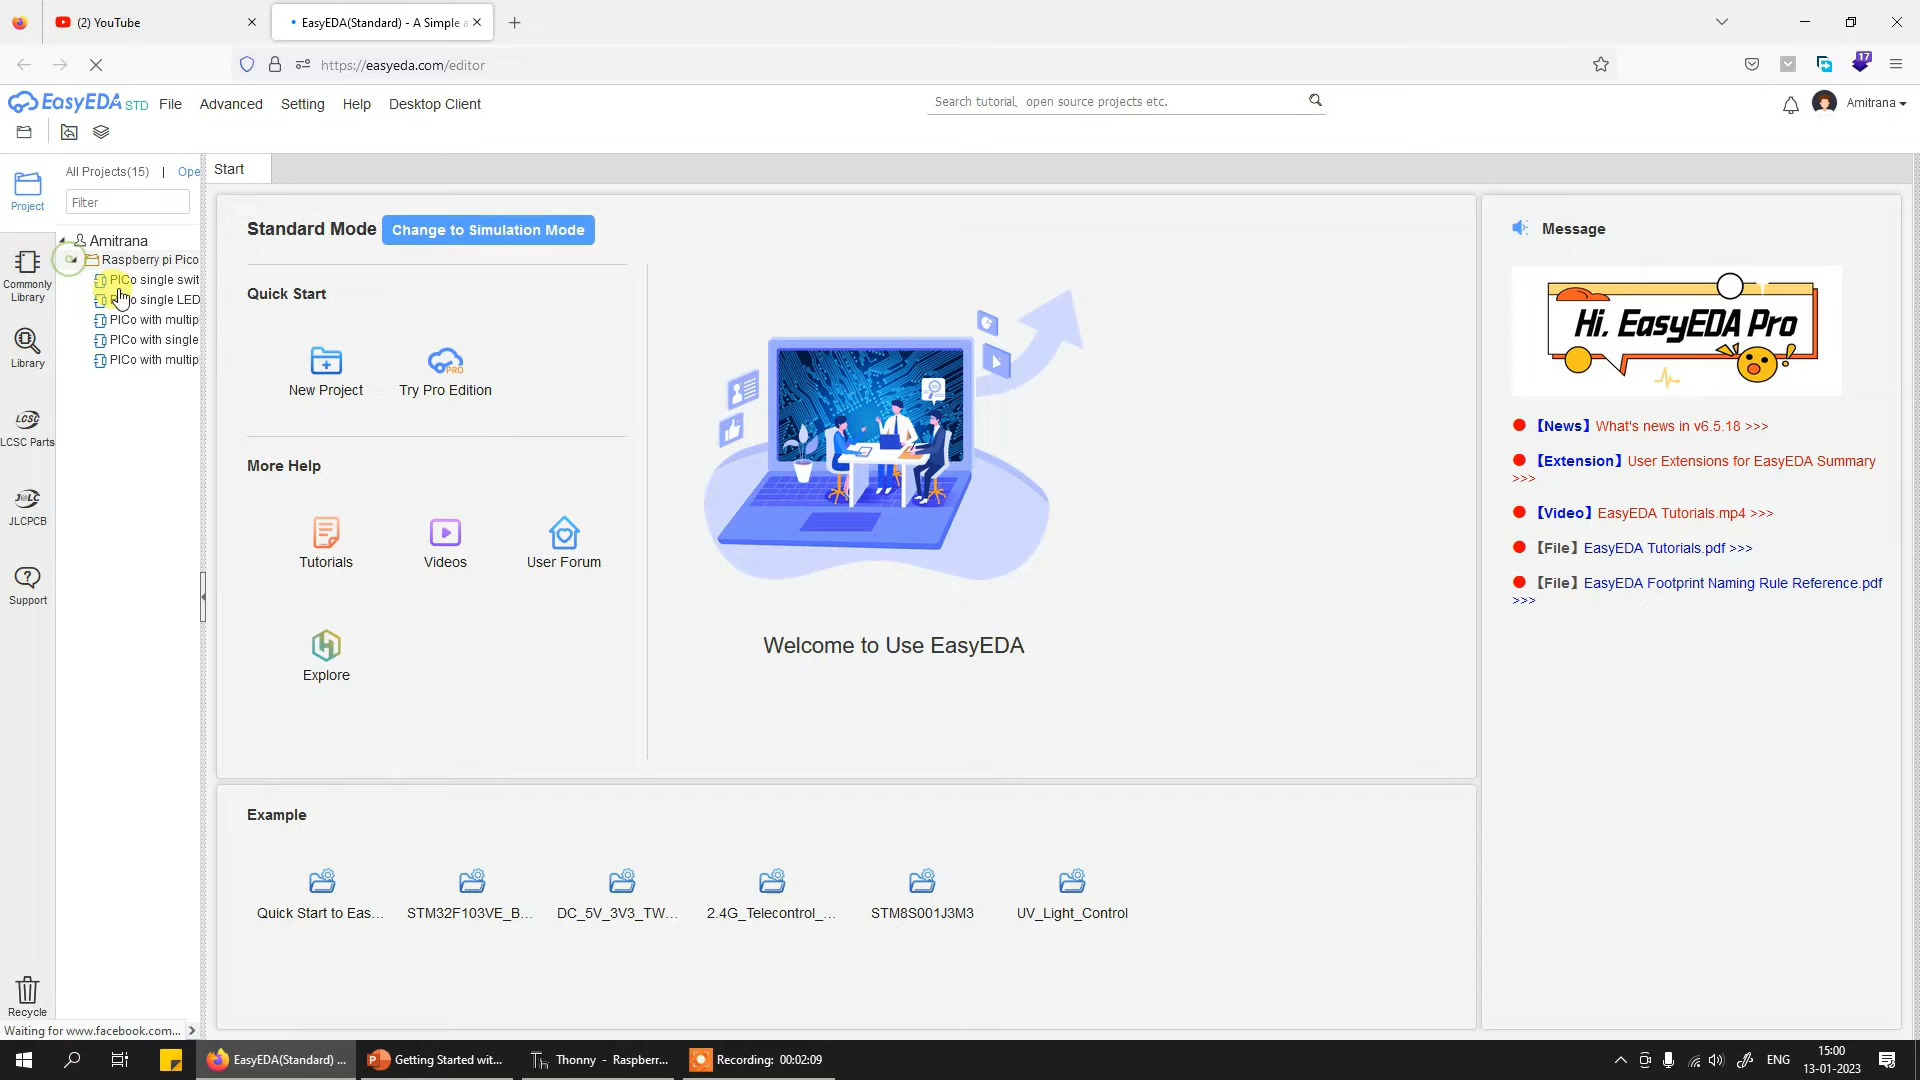 (2) YouTube
EasyEDA(Standard) - A Simple a
https://easyeda.com/editor
17
EasyEDA STD File Advanced Setting Help Desktop Client
Search tutorial, open source projects etc.
Amitrana
All Projects(15) | Ope
Start
Project
Filter
Amitrana
Raspberry pi Pico
PICo single swit
single LED
PICo with multip
PICo with single
PICo with multip
Commonly
Library
Library
LCSC
LCSC Parts
JLCPCB
Support
Recycle
Standard Mode Change to Simulation Mode
Quick Start
New Project
PRO
Try Pro Edition
More Help
Tutorials
Videos
User Forum
Explore
Welcome to Use EasyEDA
Message
Hi, EasyEDA Pro
【News】What's news in v6.5.18 >>>
【Extension】User Extensions for EasyEDA Summary
>>>
【Video】EasyEDA Tutorials.mp4 >>>
【File】EasyEDA Tutorials.pdf >>>
【File】EasyEDA Footprint Naming Rule Reference.pdf
>>>
Example
Quick Start to Eas...
STM32F103VE_B...
DC_5V_3V3_TW...
2.4G_Telecontrol_...
STM8S001J3M3
UV_Light_Control
Waiting for www.facebook.com...
EasyEDA(Standard) ...
Getting Started wit...
Thonny - Raspberr...
Recording: 00:02:09
ENG
15:00
13-01-2023